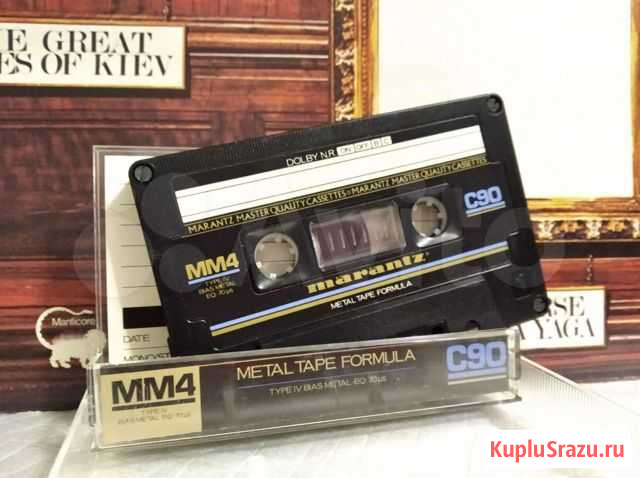 HE GREAT
ES OF KIEV
DOLBY N.R. ON OFF B C
MARANTZ MASTER QUALITY CASSETTES MARANTZ MASTER QUALITY CASSETTES
MM4
TYPE IV
BIAS METAL
EQ 70µs
C90
marantz
METAL TAPE FORMULA
RSE
YAGA
Manticore
DATE
MONO/ST
MM4
TYPE IV
BIAS METAL EQ 70µs
METAL TAPE FORMULA
TYPE IV BIAS METAL EQ 70µs
C90
KupluSrazu.ru